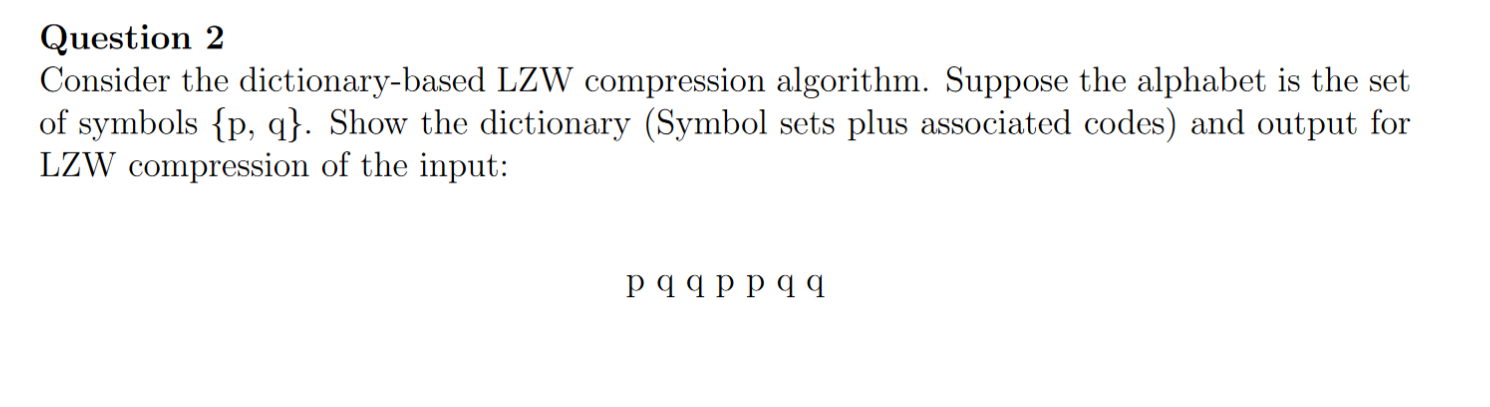 Question 2
Consider the dictionary-based LZW compression algorithm. Suppose the alphabet is the set
of symbols {p, q}. Show the dictionary (Symbol sets plus associated codes) and output for
LZW compression of the input:
p q q p p q q